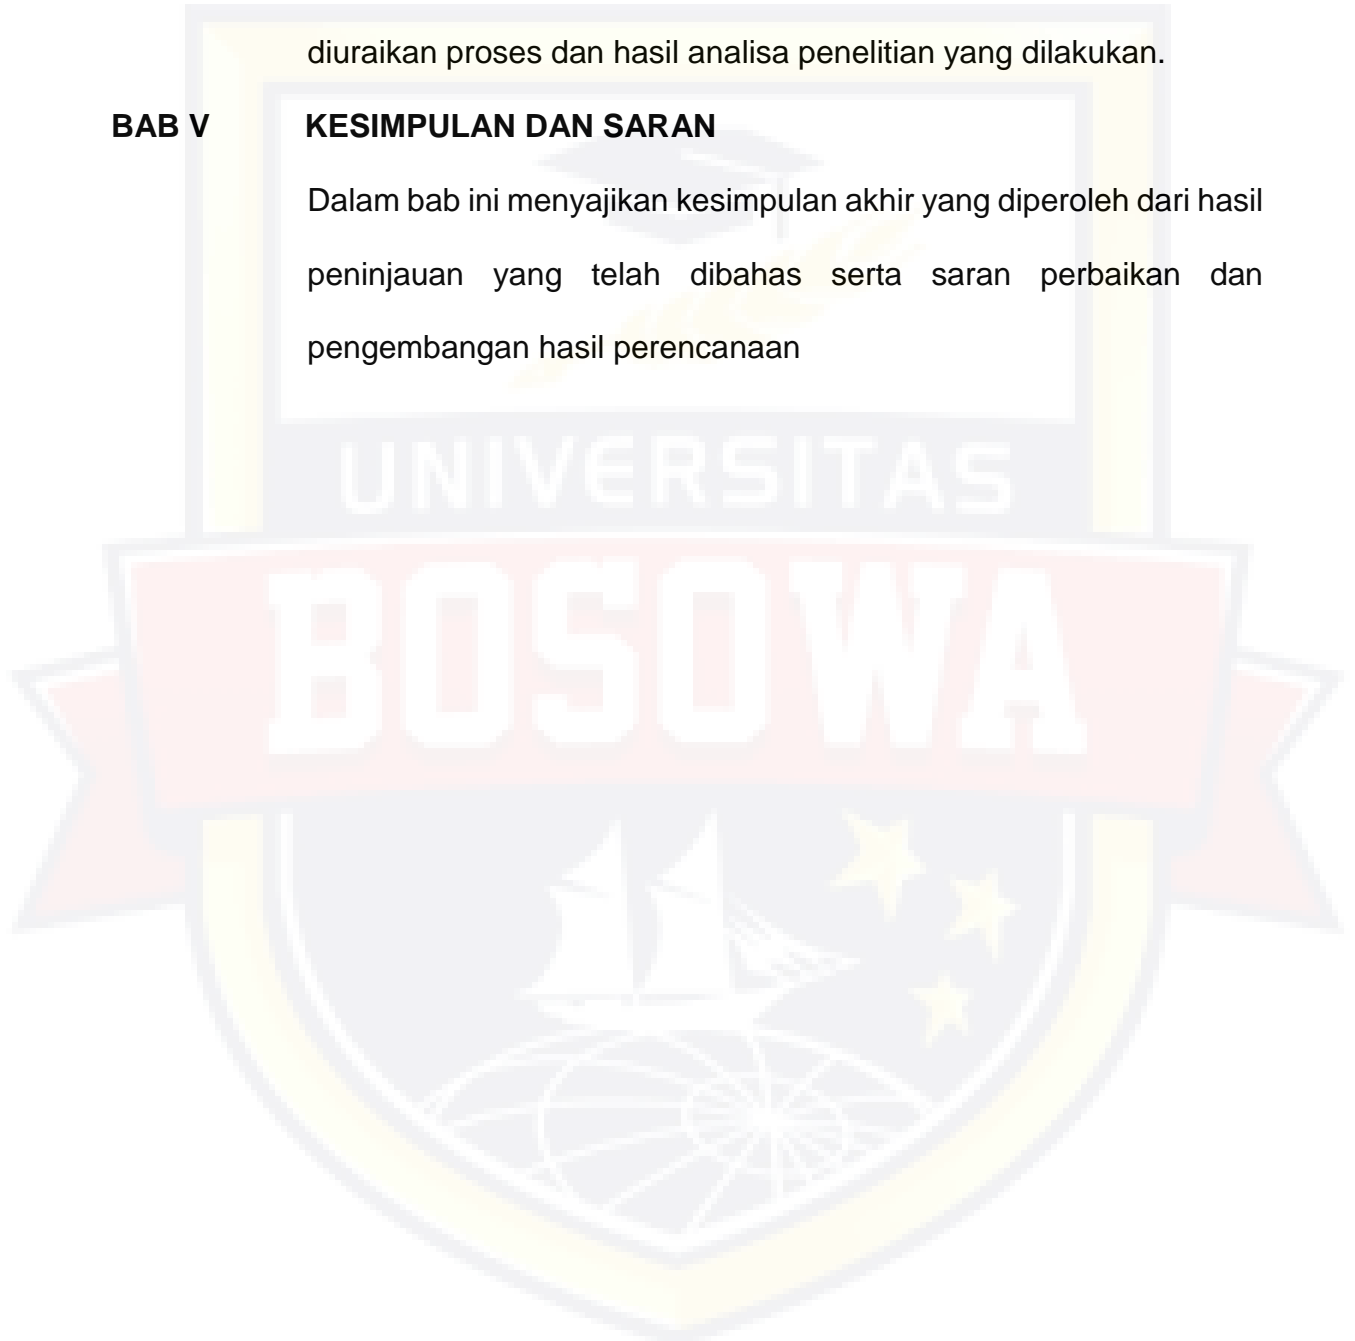 diuraikan proses dan hasil analisa penelitian yang dilakukan.
BAB V KESIMPULAN DAN SARAN
Dalam bab ini menyajikan kesimpulan akhir yang diperoleh dari hasil
peninjauan yang telah dibahas serta saran perbaikan dan
pengembangan hasil perencanaan
UNIVERSITAS
BOSOWA